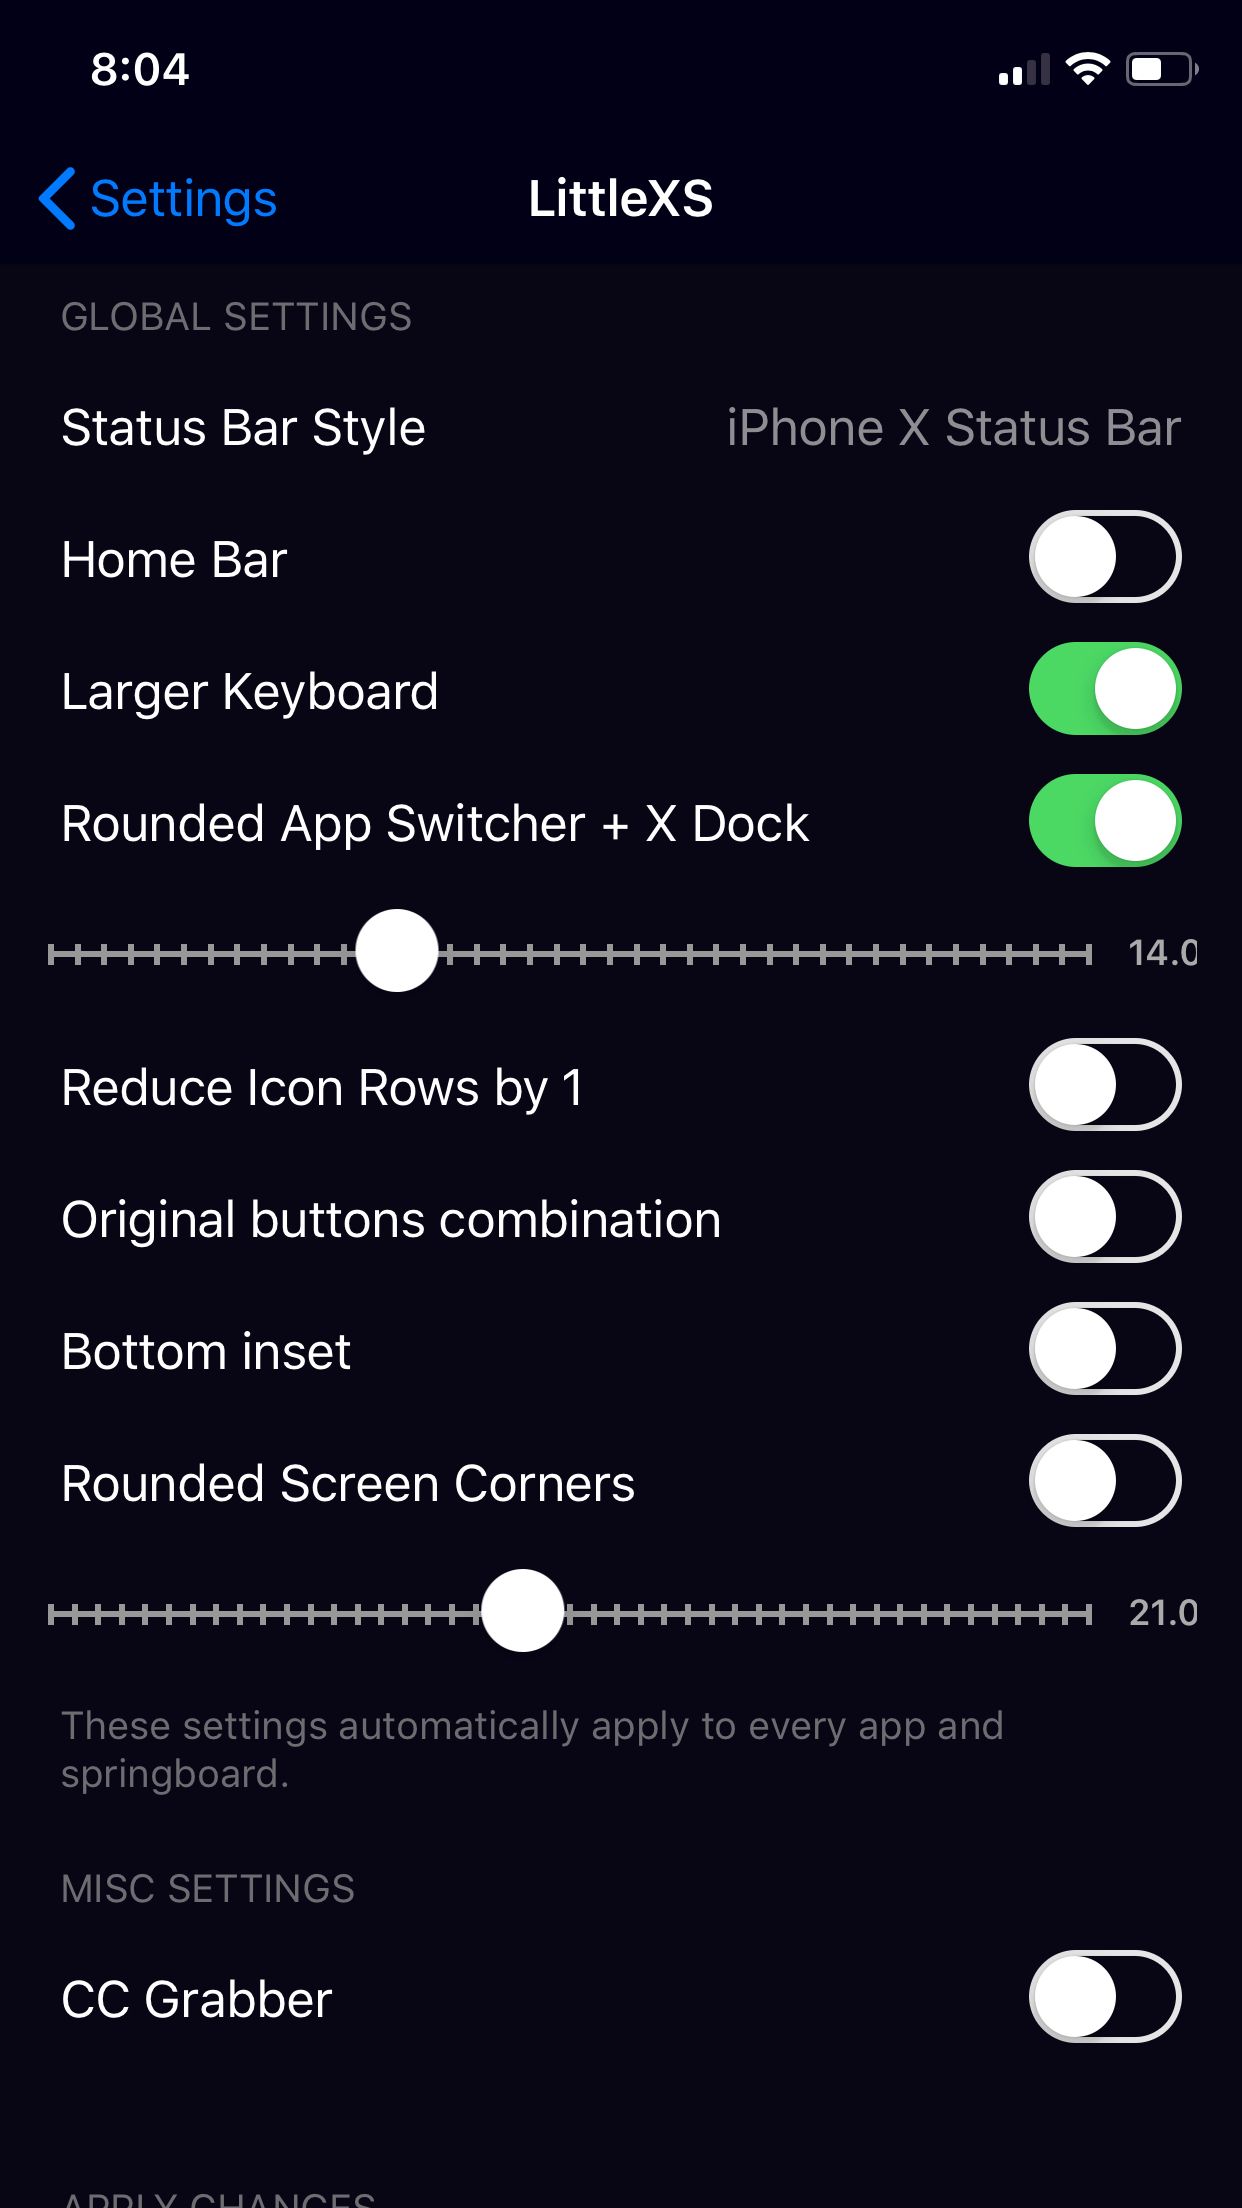 8:04
Settings
LittleXS
GLOBAL SETTINGS
Status Bar Style
iPhone X Status Bar
Home Bar
Larger Keyboard
Rounded App Switcher + X Dock
14.0
Reduce Icon Rows by 1
Original buttons combination
Bottom inset
Rounded Screen Corners
21.0
These settings automatically apply to every app and
springboard.
MISC SETTINGS
CC Grabber
APPLY CHANGES